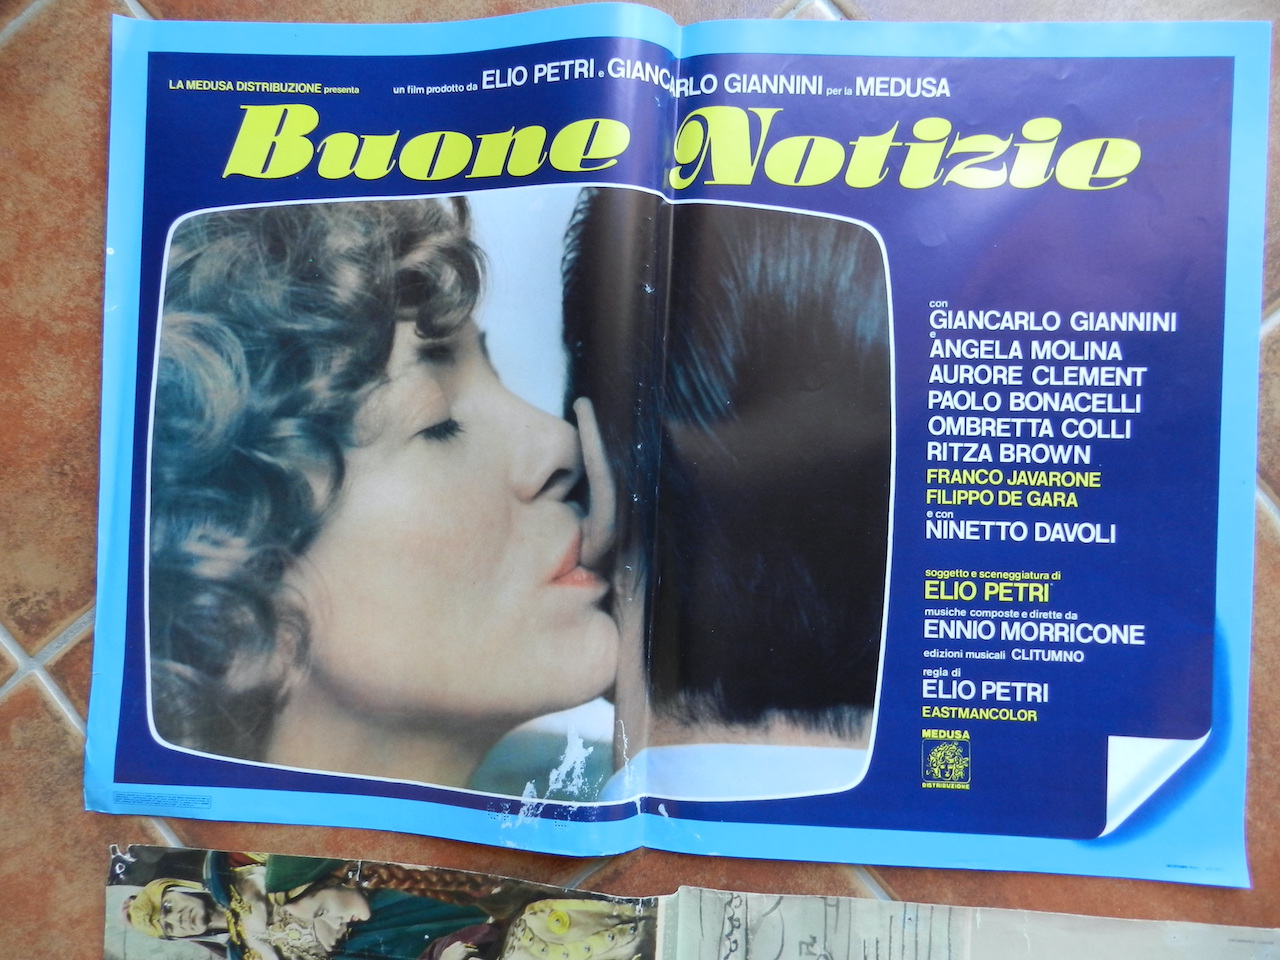 LA MEDUSA DISTRIBUZIONE presenta
un film prodotto da ELIO PETRI e GIANCARLO GIANNINI per la MEDUSA
Buone Notizie
con
GIANCARLO GIANNINI
e
ANGELA MOLINA
AURORE CLEMENT
PAOLO BONACELLI
OMBRETTA COLLI
RITZA BROWN
FRANCO JAVARONE
FILIPPO DE GARA
e con
NINETTO DAVOLI
soggetto e sceneggiatura di
ELIO PETRI
musiche composte e dirette da
ENNIO MORRICONE
edizioni musicali CLITUMNO
regia di
ELIO PETRI
EASTMANCOLOR
MEDUSA
DISTRIBUZIONE